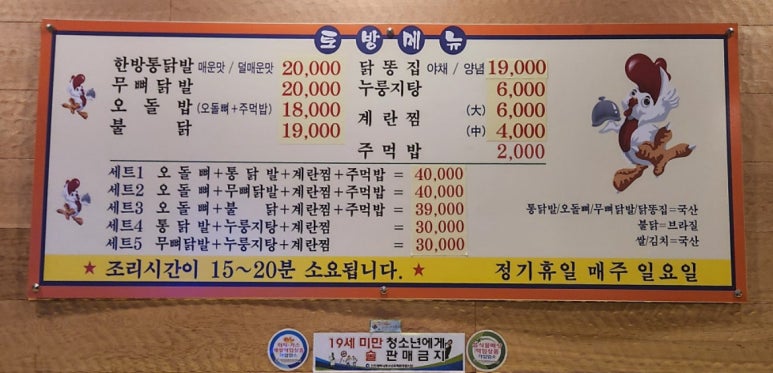 토방메뉴
한방통닭발 매운맛 / 덜매운맛 20,000
무뼈닭발 20,000
오돌밥 (오돌뼈+주먹밥) 18,000
불닭 19,000
닭똥집 야채 / 양념 19,000
누룽지탕 6,000
계란찜 (大) 6,000
(中) 4,000
주먹밥 2,000
세트1 오돌뼈+통닭발+계란찜+주먹밥 = 40,000
세트2 오돌뼈+무뼈닭발+계란찜+주먹밥 = 40,000
세트3 오돌뼈+불닭+계란찜+주먹밥 = 39,000
세트4 통닭발+누룽지탕+계란찜 = 30,000
세트5 무뼈닭발+누룽지탕+계란찜 = 30,000
통닭발/오돌뼈/무뼈닭발/닭똥집=국산
불닭=브라질
쌀/김치=국산
★ 조리시간이 15~20분 소요됩니다. ★ 정기휴일 매주 일요일
19세 미만 청소년에게
술 판매금지